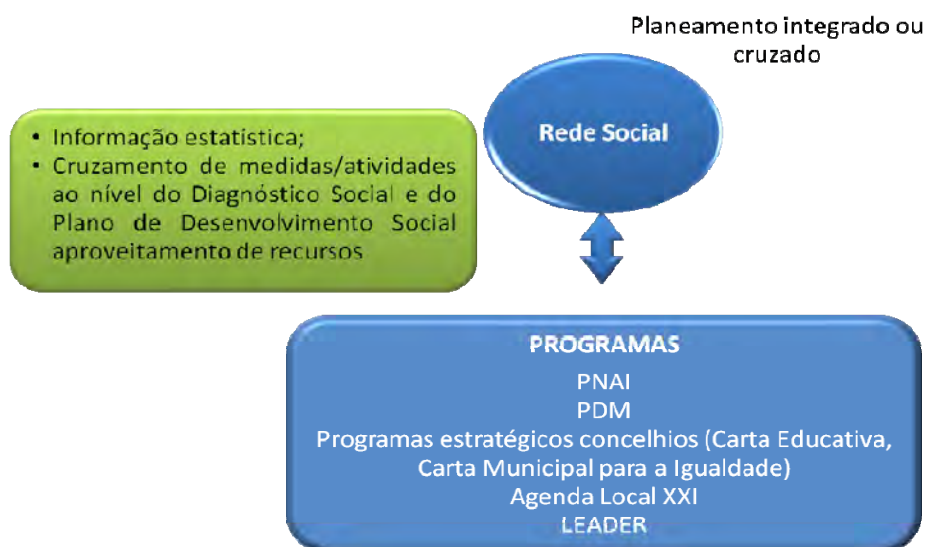 Planeamento integrado ou
cruzado
Rede Social
• Informação estatística;
• Cruzamento de medidas/atividades
ao nível do Diagnóstico Social e do
Plano de Desenvolvimento Social
aproveitamento de recursos
PROGRAMAS
PNAI
PDM
Programas estratégicos concelhios (Carta Educativa,
Carta Municipal para a Igualdade)
Agenda Local XXI
LEADER